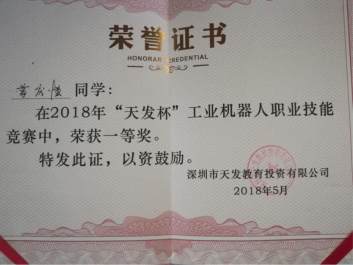 荣誉证书
HONORARY CREDENTIAL
同学：
在2018年“天发杯”工业机器人职业技能
竞赛中，荣获一等奖。
特发此证，以资鼓励。
深圳市天发教育投资有限公司
2018年5月